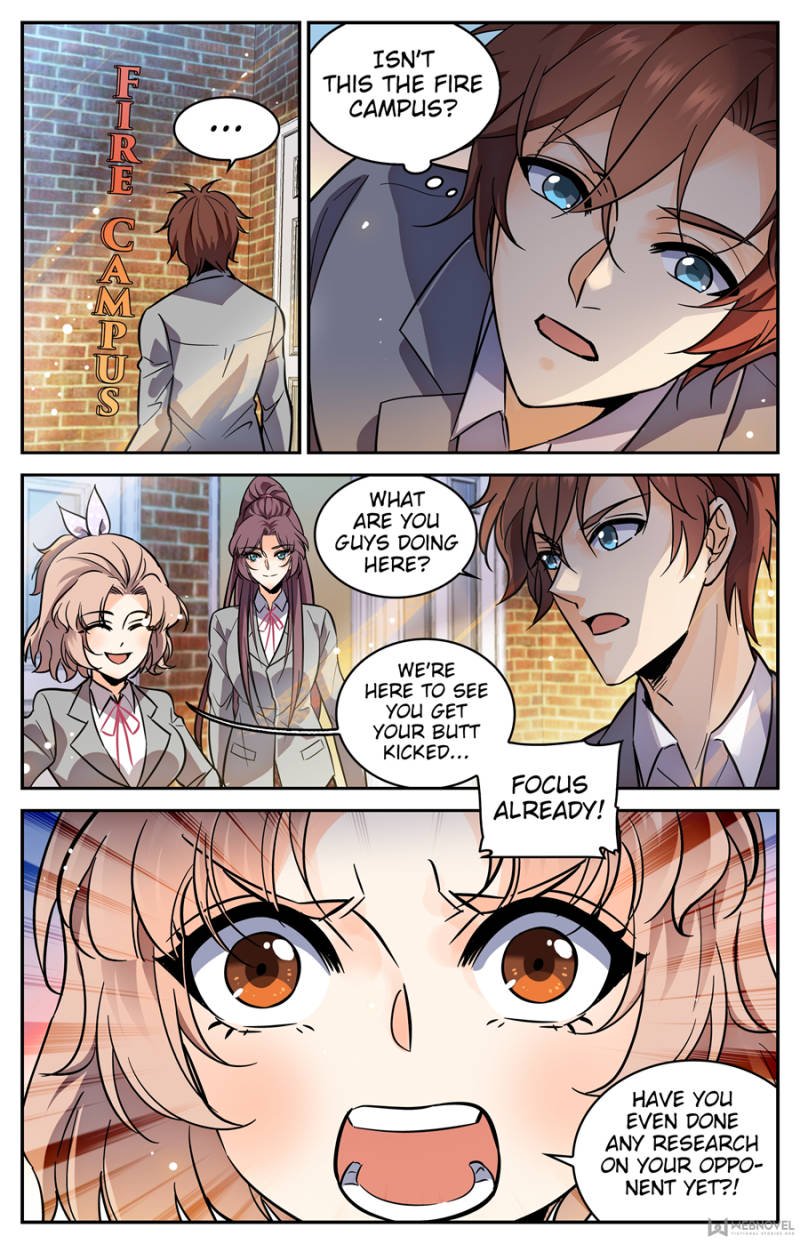 FIRE CAMPUS
...
ISN'T
THIS THE FIRE
CAMPUS?
WHAT
ARE YOU
GUYS DOING
HERE?
WE'RE
HERE TO SEE
YOU GET
YOUR BUTT
KICKED...
FOCUS
ALREADY!
HAVE YOU
EVEN DONE
ANY RESEARCH
ON YOUR OPPO-
NENT YET?!
WEBNOVEL